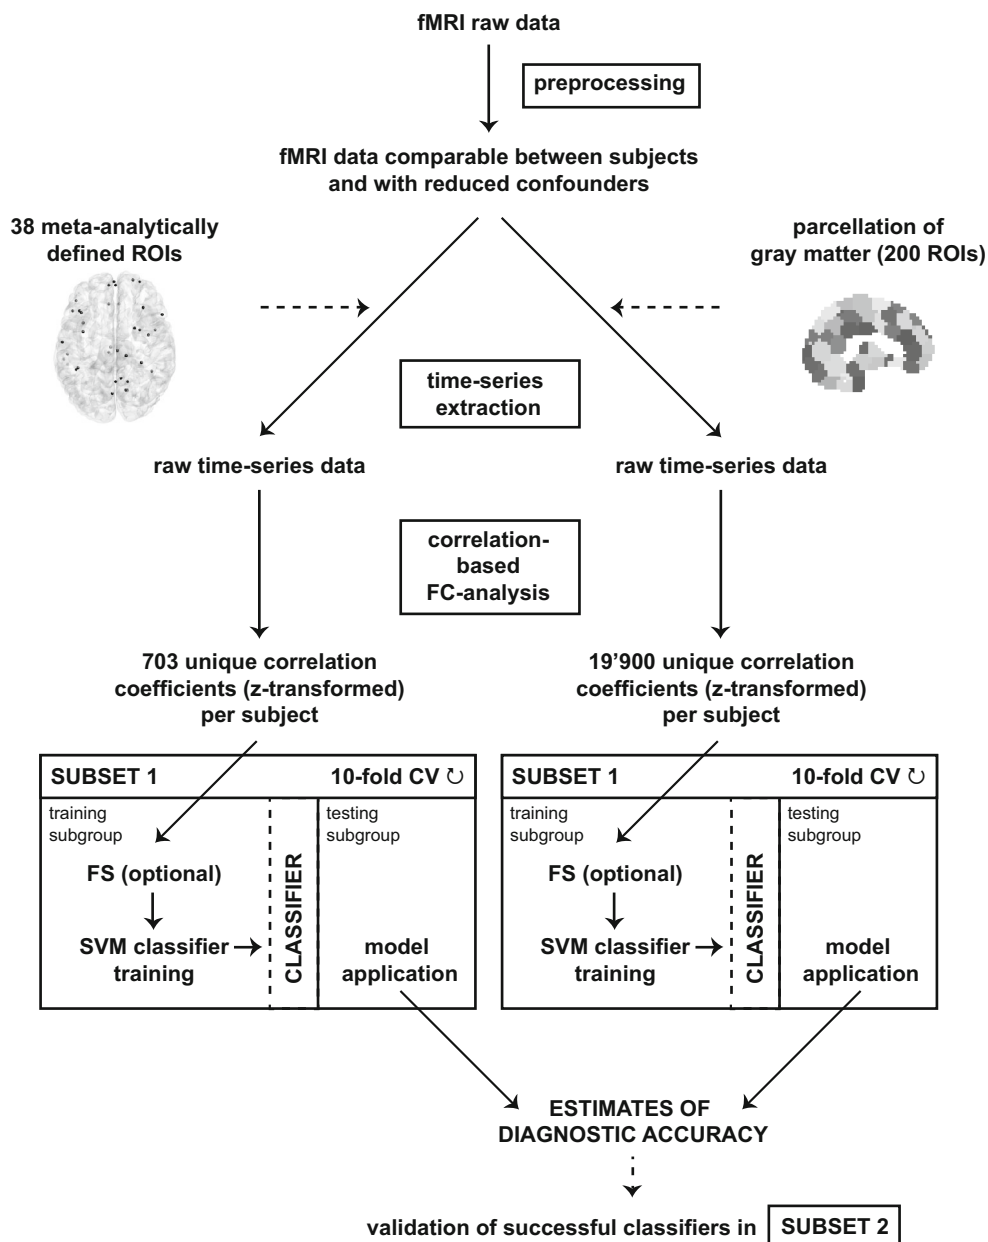 fMRI raw data
preprocessing
fMRI data comparable between subjects
and with reduced confounders
38 meta-analytically
defined ROIs
parcellation of
gray matter (200 ROIs)
time-series
extraction
raw time-series data
raw time-series data
correlation-
based
FC-analysis
703 unique correlation
coefficients (z-transformed)
per subject
19’900 unique correlation
coefficients (z-transformed)
per subject
SUBSET 1
10-fold CV ↻
training
subgroup
FS (optional)
SVM classifier
training
CLASSIFIER
testing
subgroup
model
application
SUBSET 1
10-fold CV ↻
training
subgroup
FS (optional)
SVM classifier
training
CLASSIFIER
testing
subgroup
model
application
ESTIMATES OF
DIAGNOSTIC ACCURACY
validation of successful classifiers in SUBSET 2